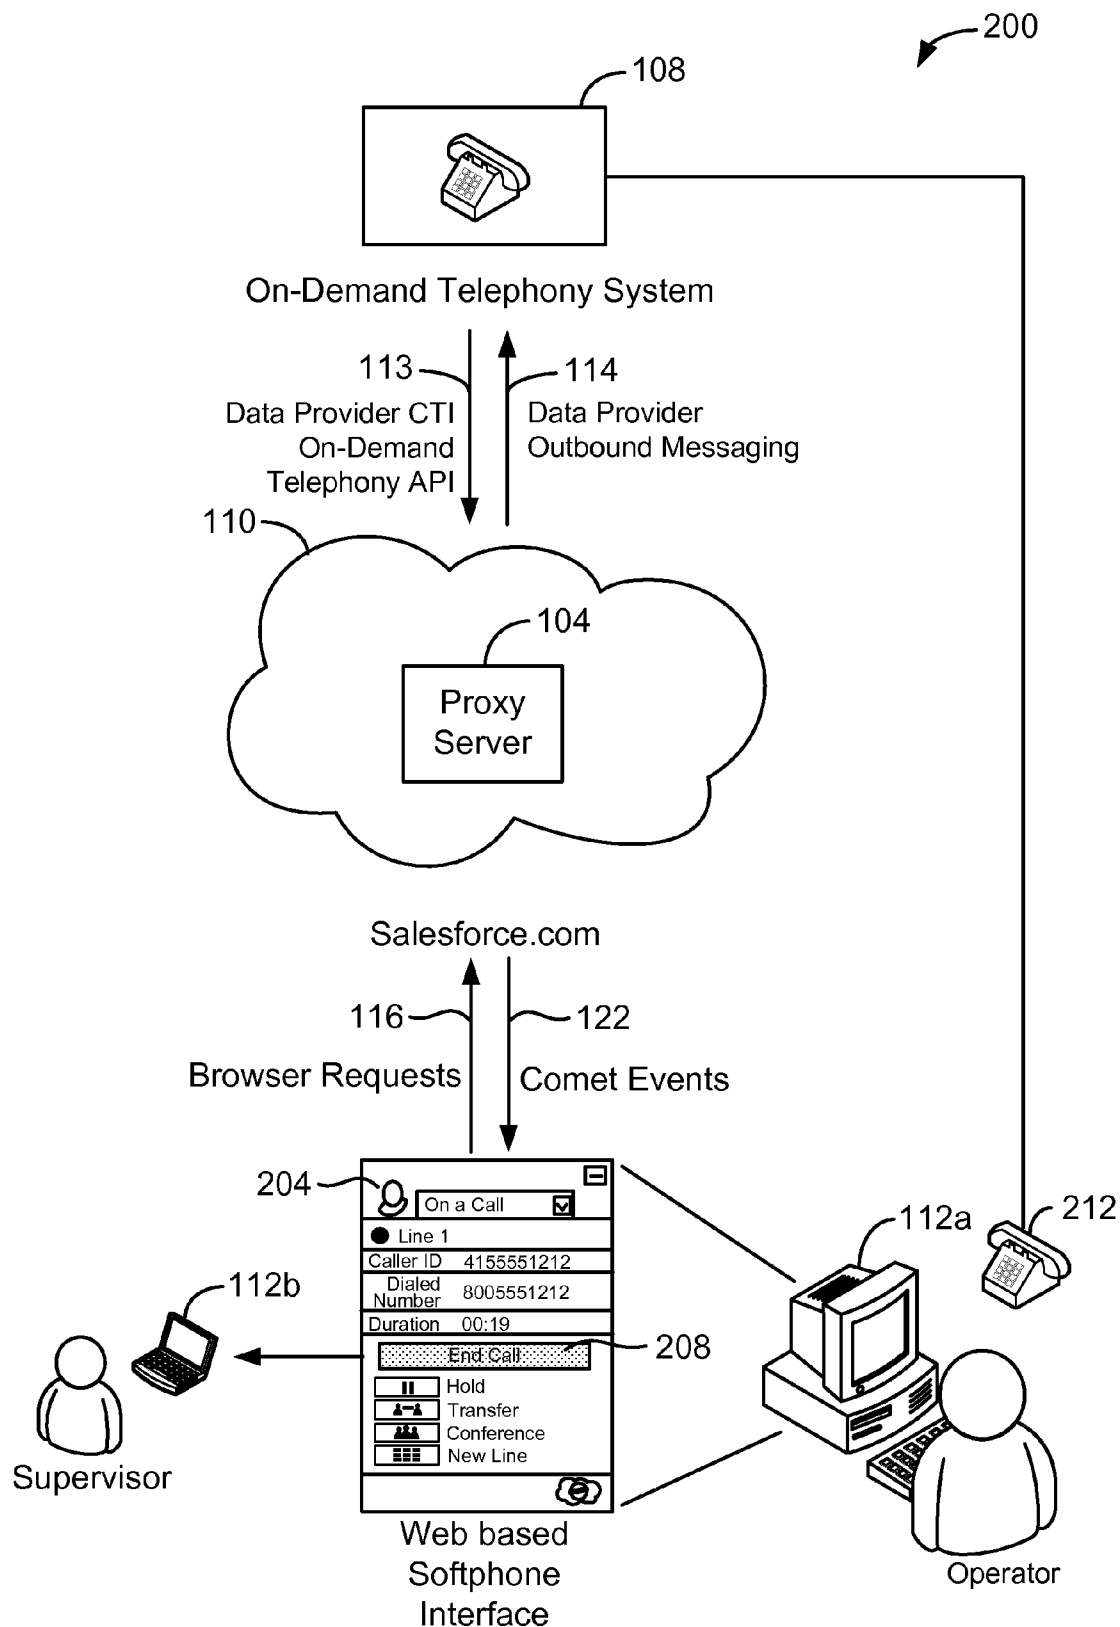 200
108
On-Demand Telephony System
113
114
Data Provider CTI
On-Demand
Telephony API
Data Provider
Outbound Messaging
110
104
Proxy
Server
Salesforce.com
116
122
Browser Requests
Comet Events
204
On a Call
Line 1
Caller ID 4155551212
Dialed
Number 8005551212
Duration 00:19
End Call
208
Hold
Transfer
Conference
New Line
Web based
Softphone
Interface
112b
Supervisor
112a
212
Operator